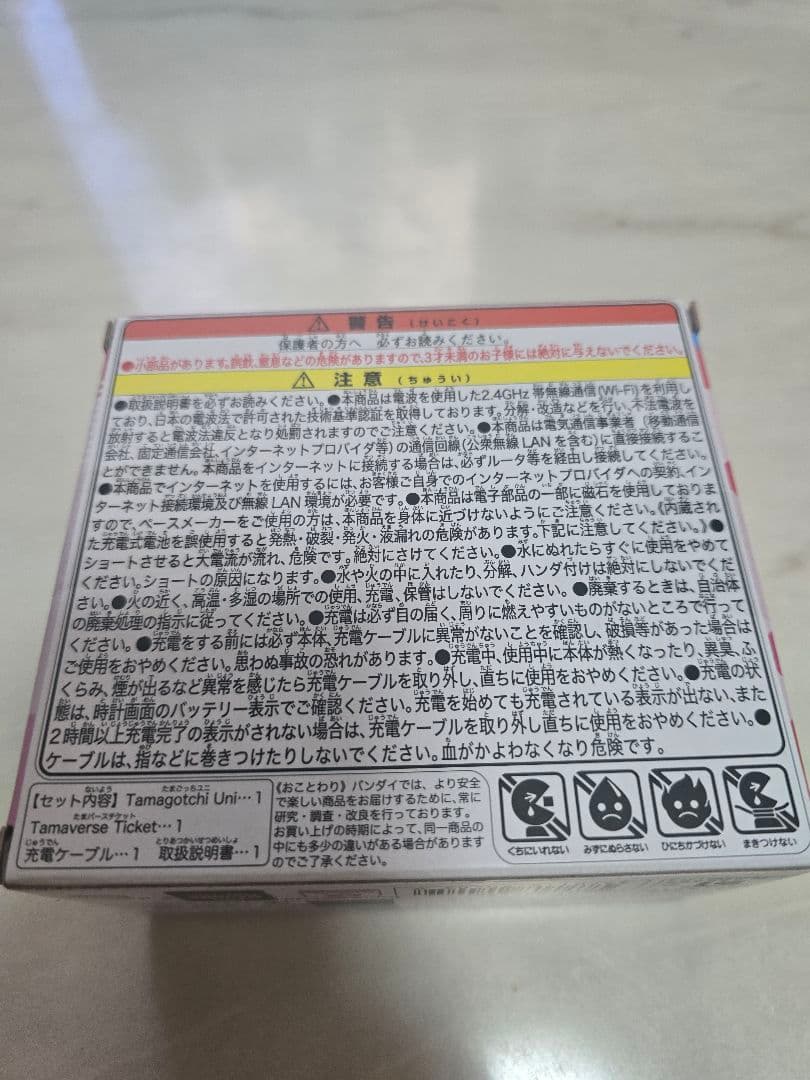 ⚠ 警告 (けいこく)
保護者の方へ 必ずお読みください。
●小部品があります。誤飲、窒息などの危険がありますので、3才未満のお子様には絶対に与えないでください。
⚠ 注意 (ちゅうい)
●取扱説明書を必ずお読みください。●本商品は電波を使用した2.4GHz帯無線通信(Wi-Fi)を利用し
ており、日本の電波法で許可された技術基準認証を取得しております。分解・改造などを行い、不法電波を
放射すると電波法違反となり処罰されますのでご注意ください。●本商品は電気通信事業者(移動通信
会社、固定通信会社、インターネットプロバイダ等)の通信回線(公衆無線LANを含む)に直接接続するこ
とができません。本商品をインターネットに接続する場合は、必ずルータ等を経由し接続してください。
●本商品でインターネットを使用するには、お客様ご自身でのインターネットプロバイダへの契約、イン
ターネット接続環境及び無線LAN環境が必要です。●本商品は電子部品の一部に磁石を使用しておりま
すので、ペースメーカーをご使用の方は、本商品を身体に近づけないようにご注意ください。《内蔵され
た充電式電池を誤使用すると発熱・破裂・発火・液漏れの危険があります。下記に注意してください。》●
ショートさせると大電流が流れ、危険です。絶対にさけてください。●水にぬれたらすぐに使用をやめて
ください。ショートの原因になります。●水や火の中に入れたり、分解、ハンダ付けは絶対にしないでくだ
さい。●火の近く、高温・多湿の場所での使用、充電、保管はしないでください。●廃棄するときは、自治体
の廃棄処理の指示に従ってください。●充電は必ず目の届く、周りに燃えやすいものがないところで行って
ください。●充電をする前には必ず本体、充電ケーブルに異常がないことを確認し、破損等があった場合は
ご使用をおやめください。思わぬ事故の恐れがあります。●充電中、使用中に本体が熱くなったり、異臭、ふ
くらみ、煙が出るなど異常を感じたら充電ケーブルを取り外し、直ちに使用をおやめください。●充電の状
態は、時計画面のバッテリー表示でご確認ください。充電を始めても充電されている表示が出ない、また
2時間以上充電完了の表示がされない場合は、充電ケーブルを取り外し直ちに使用をおやめください。●
ケーブルは、指などに巻きつけたりしないでください。血がかよわなくなり危険です。
【セット内容】Tamagotchi Uni…1
Tamaverse Ticket…1
充電ケーブル…1 取扱説明書…1
《おことわり》バンダイでは、より安全
で楽しい商品をお届けするために、常に
研究・調査・改良を行っております。
お買い上げの時期によって、同一商品の
中にも多少の違いがある場合があります
のでご了承ください。
くちにいれない みずにぬらさない ひにちかづけない まきつけない